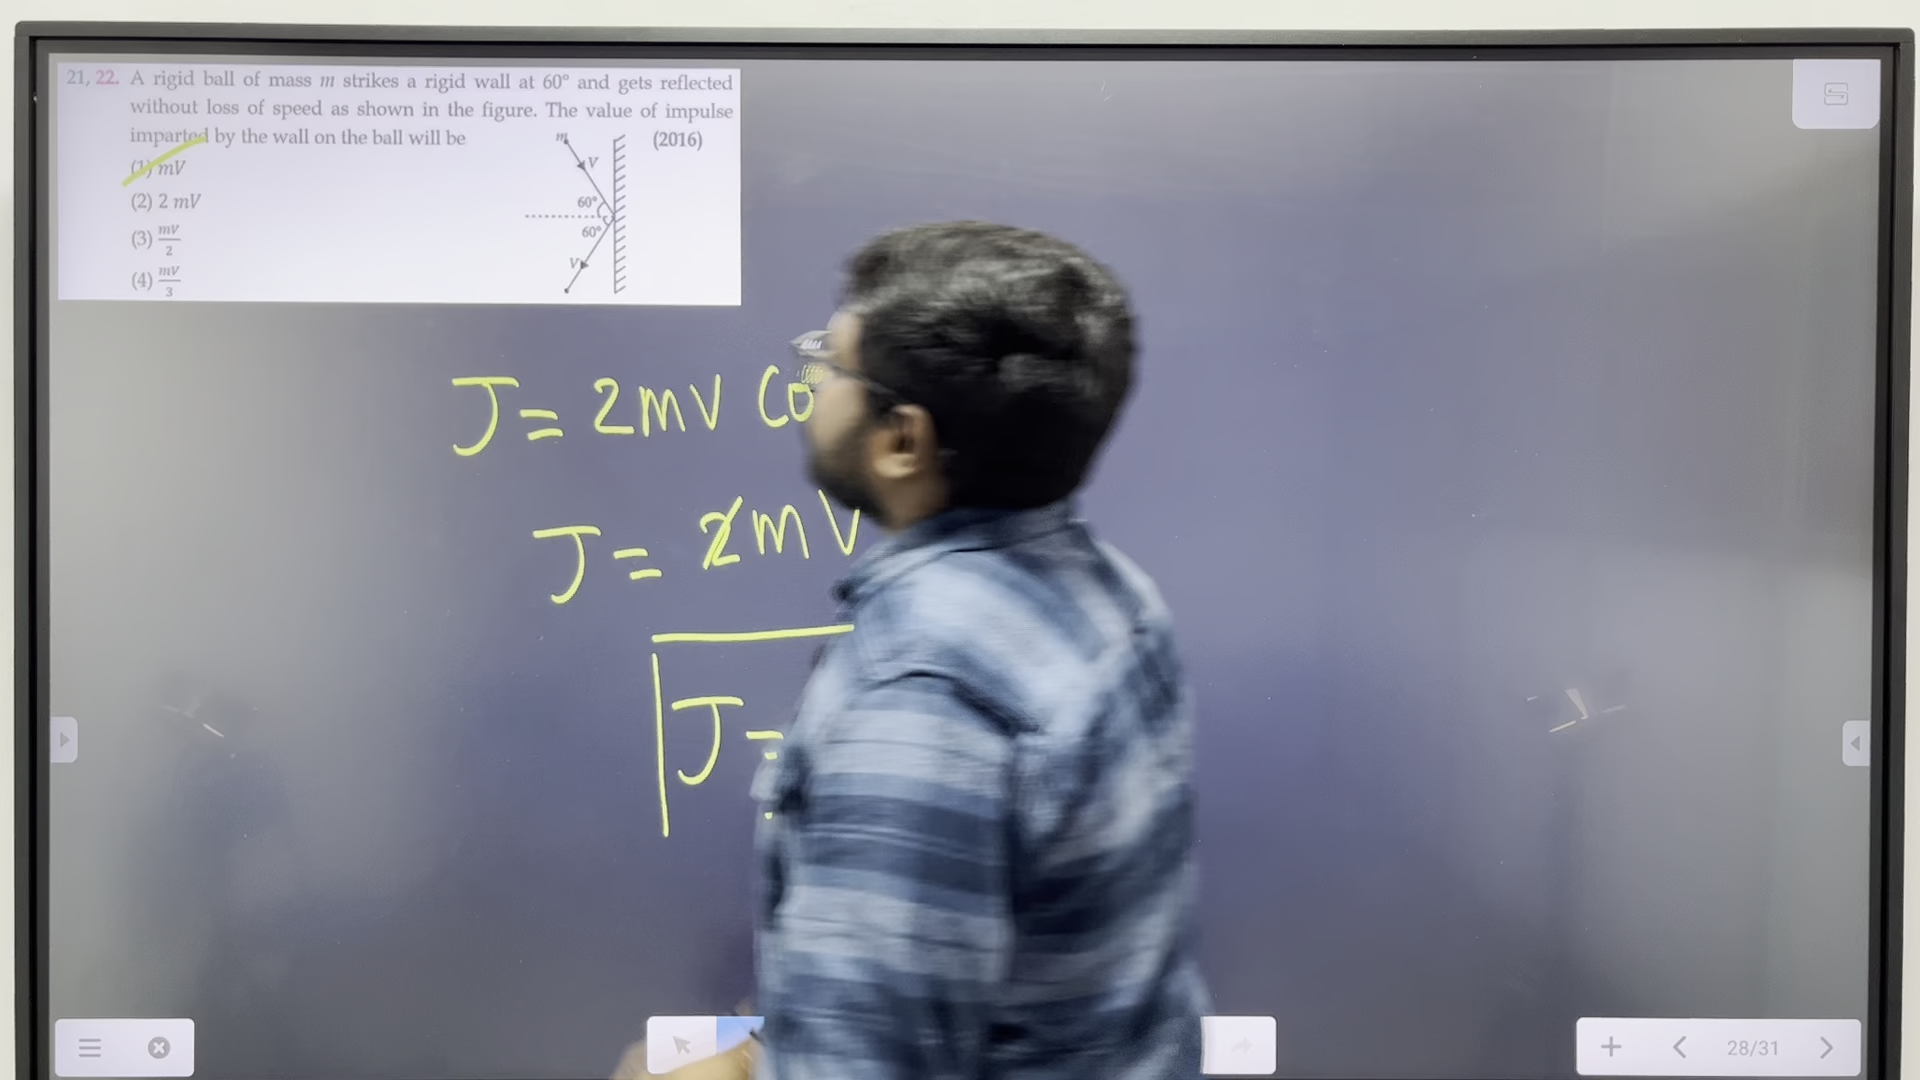 21, 22. A rigid ball of mass m strikes a rigid wall at 60° and gets reflected
without loss of speed as shown in the figure. The value of impulse
imparted by the wall on the ball will be (2016)
(1) mV
(2) 2 mV
(3) mV/2
(4) mV/3
m
V
60°
60°
V
J = 2mV Co
J = 2mV
J =
28/31